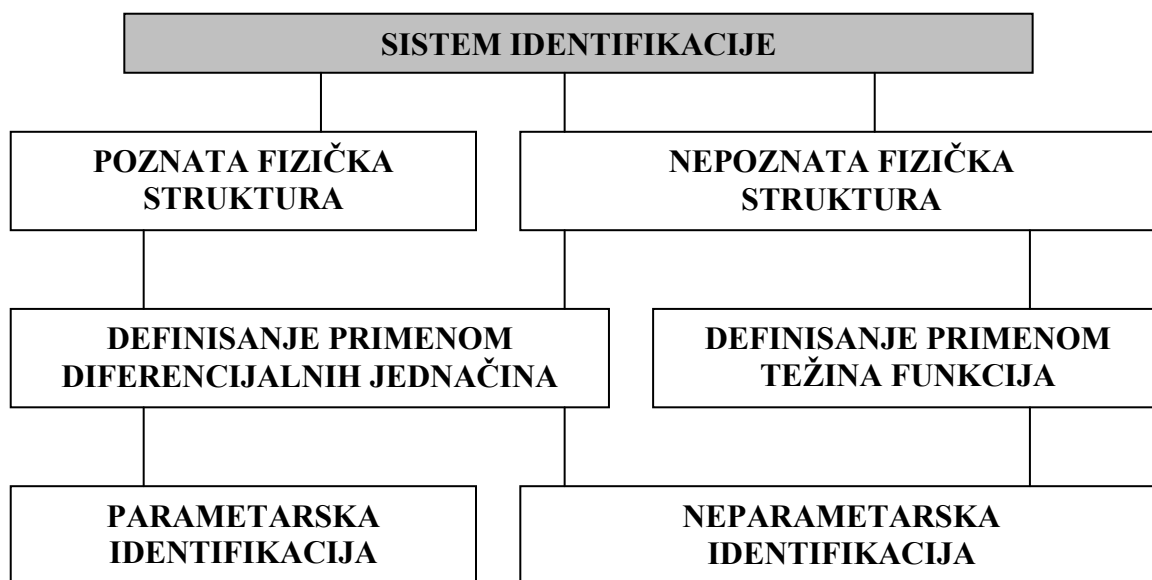 SISTEM IDENTIFIKACIJE
POZNATA FIZIČKA
STRUKTURA
NEPOZNATA FIZIČKA
STRUKTURA
DEFINISANJE PRIMENOM
DIFERENCIJALNIH JEDNAČINA
DEFINISANJE PRIMENOM
TEŽINA FUNKCIJA
PARAMETARSKA
IDENTIFIKACIJA
NEPARAMETARSKA
IDENTIFIKACIJA